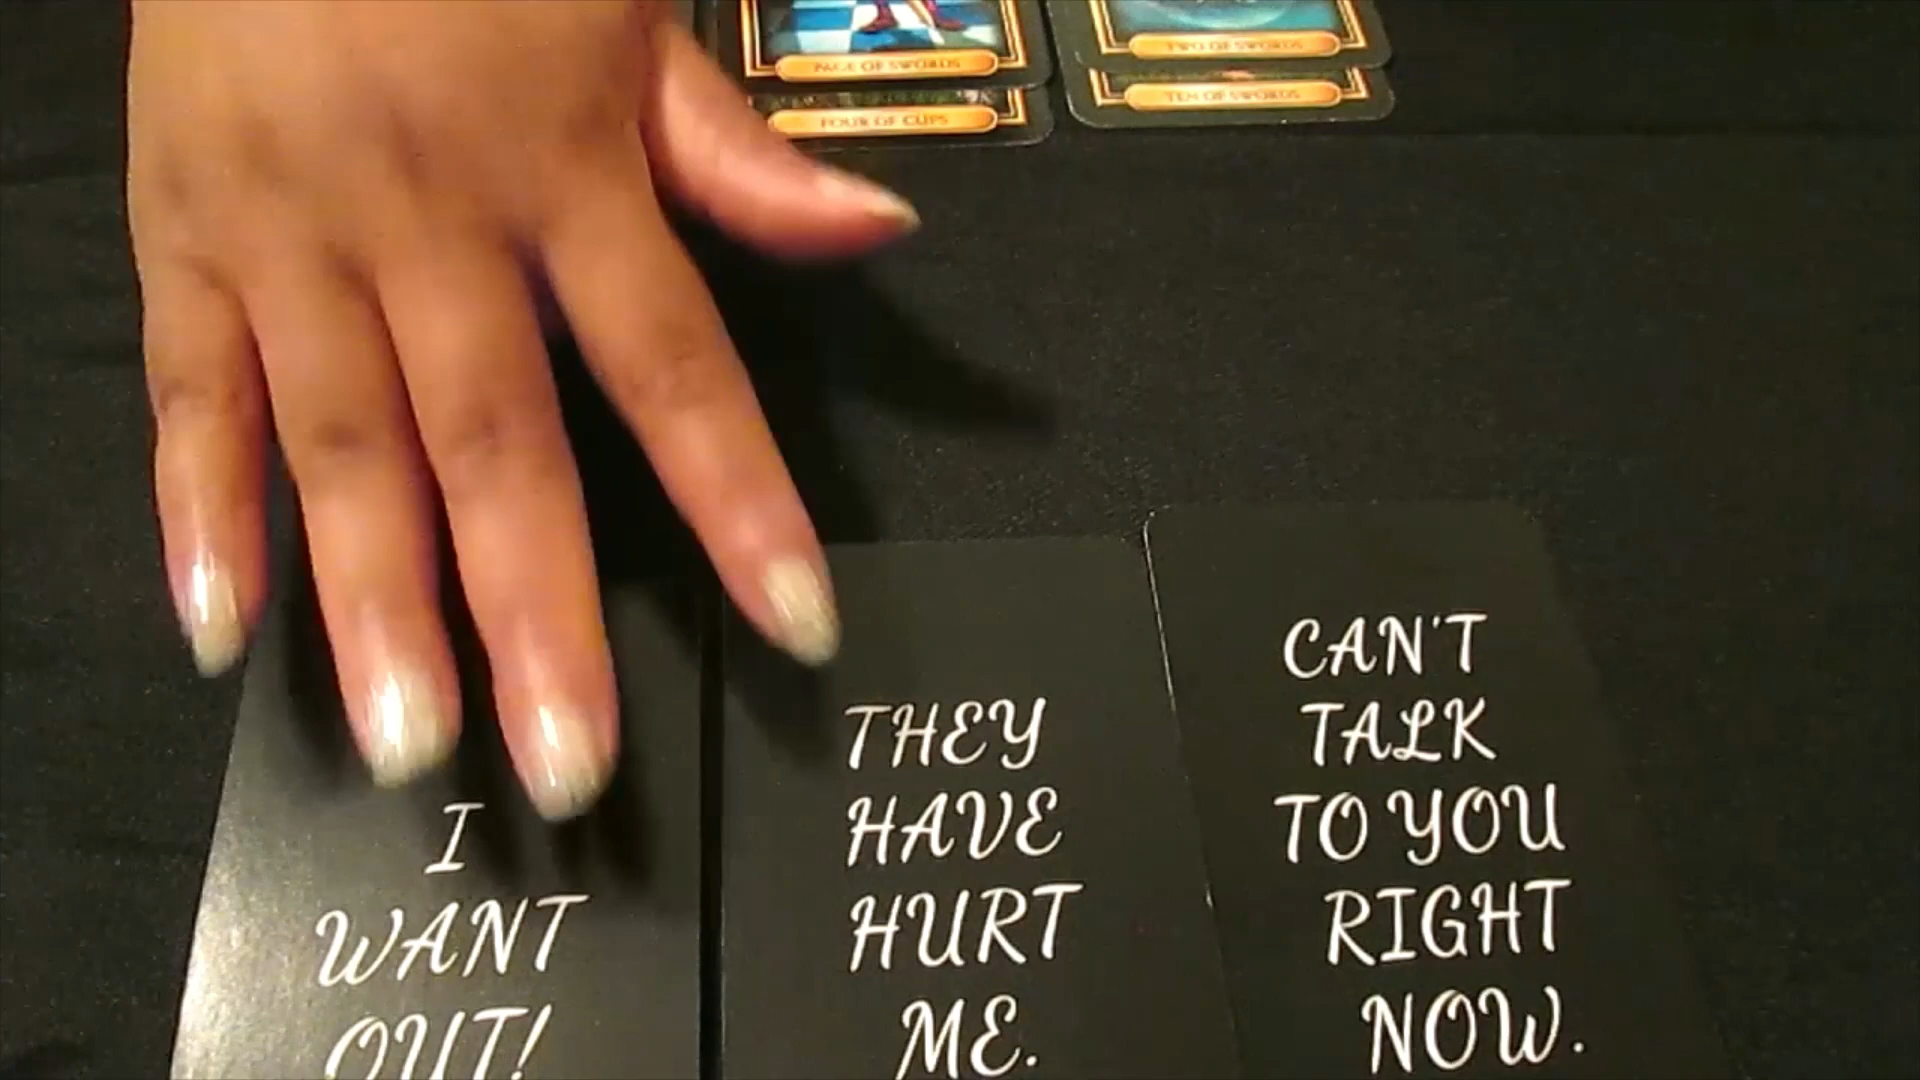 PAGE OF SWORDS
FOUR OF CUPS
TWO OF SWORDS
TEN OF SWORDS
I
WANT
OUT!
THEY
HAVE
HURT
ME.
CAN'T
TALK
TO YOU
RIGHT
NOW.